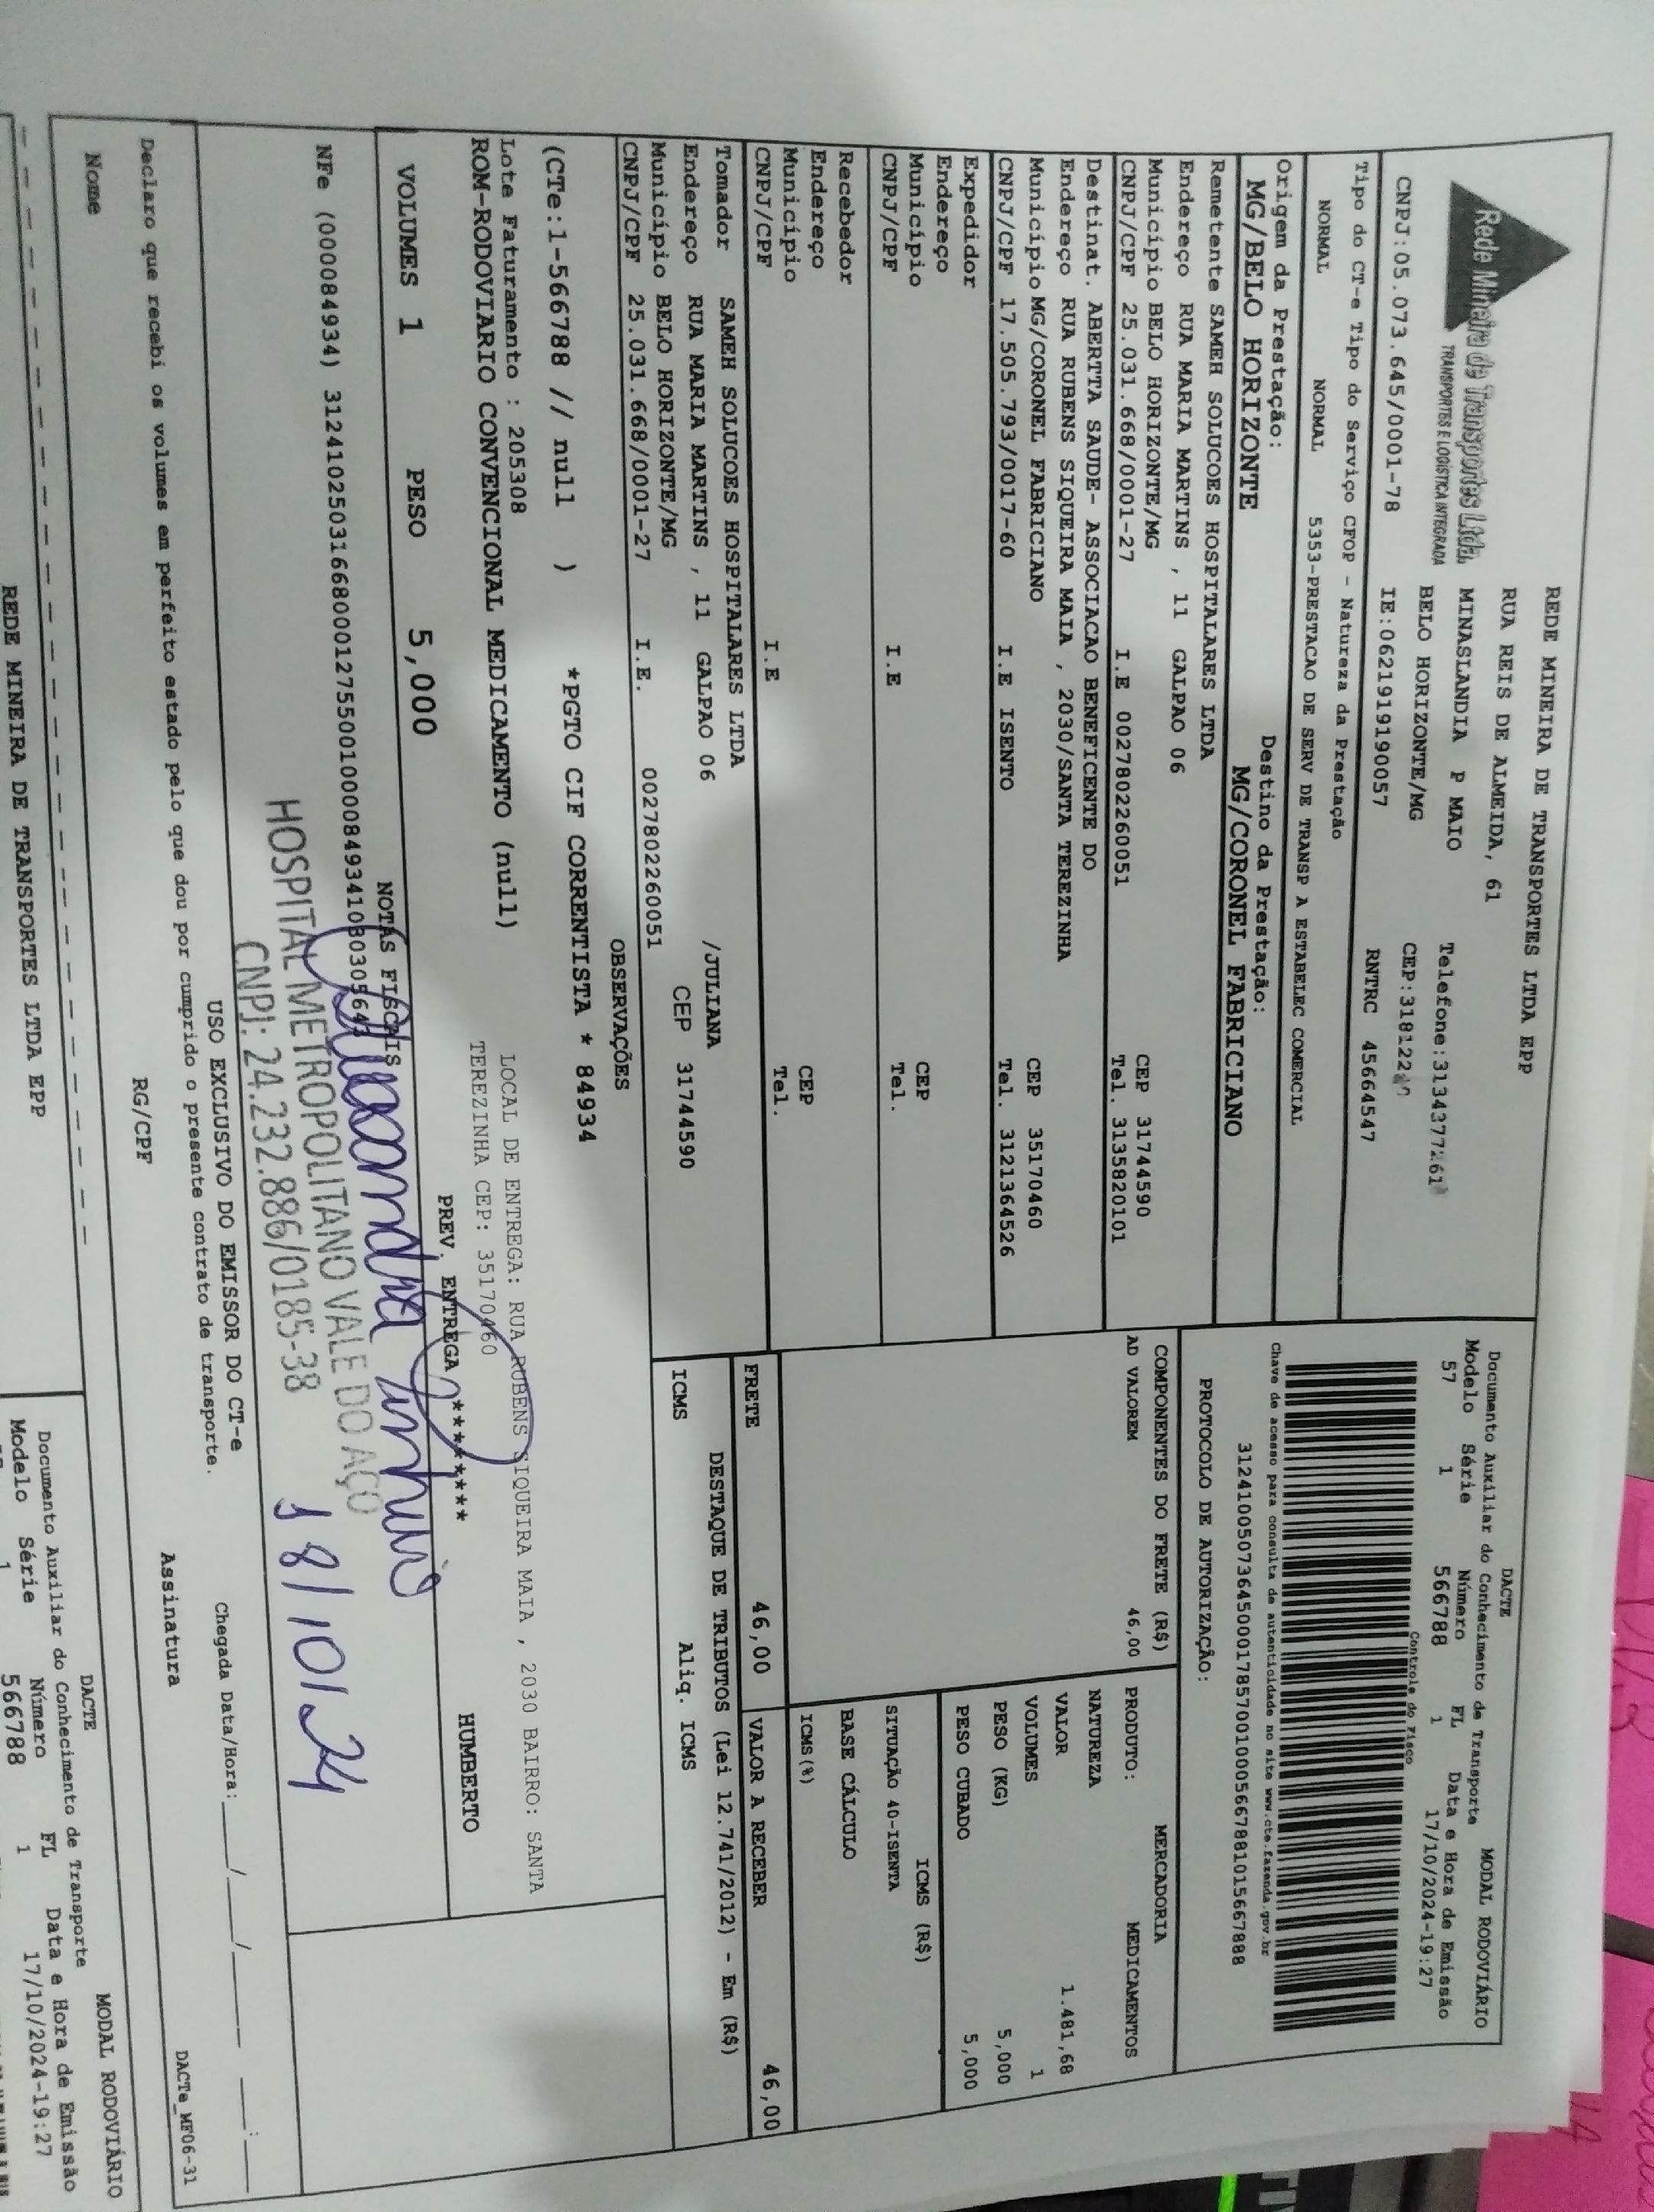 Rede Mineira de Transportes Ltda.
TRANSPORTES E LOGÍSTICA INTEGRADA
CNPJ:05.073.645/0001-78
REDE MINEIRA DE TRANSPORTES LTDA EPP
RUA REIS DE ALMEIDA, 61
MINASLANDIA P MAIO
BELO HORIZONTE/MG
IE:0621919190057
Telefone:3134377261
CEP:318122
RNTRC 45664547
DACTE MODAL RODOVIÁRIO
Documento Auxiliar do Conhecimento de Transporte
Modelo Série Número FL Data e Hora de Emissão
57 1 566788 1 17/10/2024-19:27
Controle do Fisco
Chave de acesso para consulta de autenticidade no site www.cte.fazenda.gov.br
31241005073645000178570010005667881015667888
PROTOCOLO DE AUTORIZAÇÃO:
Tipo do CT-e Tipo do Serviço CFOP - Natureza da Prestação
NORMAL NORMAL 5353-PRESTACAO DE SERV DE TRANSP A ESTABELEC COMERCIAL
Origem da Prestação: Destino da Prestação:
MG/BELO HORIZONTE MG/CORONEL FABRICIANO
Remetente SAMEH SOLUCOES HOSPITALARES LTDA
Endereço RUA MARIA MARTINS , 11 GALPAO 06
Município BELO HORIZONTE/MG CEP 31744590
CNPJ/CPF 25.031.668/0001-27 I.E 0027802260051 Tel. 3135820101
Destinat. ABERTTA SAUDE- ASSOCIACAO BENEFICENTE DO
Endereço RUA RUBENS SIQUEIRA MAIA , 2030/SANTA TEREZINHA
Município MG/CORONEL FABRICIANO CEP 35170460
CNPJ/CPF 17.505.793/0017-60 I.E ISENTO Tel. 31213645​26
Expedidor
Endereço
Município CEP
CNPJ/CPF I.E Tel.
Recebedor
Endereço
Município CEP
CNPJ/CPF I.E Tel.
Tomador SAMEH SOLUCOES HOSPITALARES LTDA /JULIANA
Endereço RUA MARIA MARTINS , 11 GALPAO 06 CEP 31744590
Município BELO HORIZONTE/MG
CNPJ/CPF 25.031.668/0001-27 I.E. 0027802260051
COMPONENTES DO FRETE (R$)
AD VALOREM 46,00
MERCADORIA
PRODUTO: MEDICAMENTOS
NATUREZA
VALOR 1.481,68
VOLUMES 1
PESO (KG) 5,000
PESO CUBADO 5,000
ICMS (R$)
SITUAÇÃO 40-ISENTA
BASE CÁLCULO
ICMS(%)
FRETE 46,00 VALOR A RECEBER 46,00
DESTAQUE DE TRIBUTOS (Lei 12.741/2012) - Em (R$)
ICMS Aliq. ICMS
OBSERVAÇÕES
(CTe:1-566788 // null ) *PGTO CIF CORRENTISTA * 84934
Lote Faturamento : 205308
ROM-RODOVIARIO CONVENCIONAL MEDICAMENTO (null)
LOCAL DE ENTREGA: RUA RUBENS SIQUEIRA MAIA , 2030 BAIRRO: SANTA
TEREZINHA CEP: 35170460
PREV. ENTREGA ********* HUMBERTO
VOLUMES 1 PESO 5,000
NOTAS FISCAIS
NFe (000084934) 31241025031668000127550010000849341080305643
HOSPITAL METROPOLITANO VALE DO AÇO
CNPJ: 24.232.886/0185-38
18/10/24
USO EXCLUSIVO DO EMISSOR DO CT-e
Declaro que recebi os volumes em perfeito estado pelo que dou por cumprido o presente contrato de transporte.
Chegada Data/Hora:____/____/____ ____:____
Nome RG/CPF Assinatura
DACTe_MF06-31
REDE MINEIRA DE TRANSPORTES LTDA EPP
DACTE MODAL RODOVIÁRIO
Documento Auxiliar do Conhecimento de Transporte
Modelo Série Número FL Data e Hora de Emissão
1 566788 1 17/10/2024-19:27